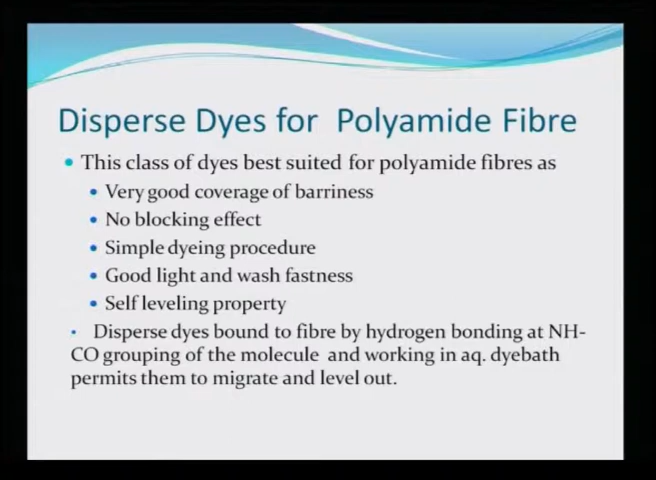 Disperse Dyes for Polyamide Fibre
• This class of dyes best suited for polyamide fibres as
• Very good coverage of barriness
• No blocking effect
• Simple dyeing procedure
• Good light and wash fastness
• Self leveling property
• Disperse dyes bound to fibre by hydrogen bonding at NH-
CO grouping of the molecule and working in aq. dyebath
permits them to migrate and level out.